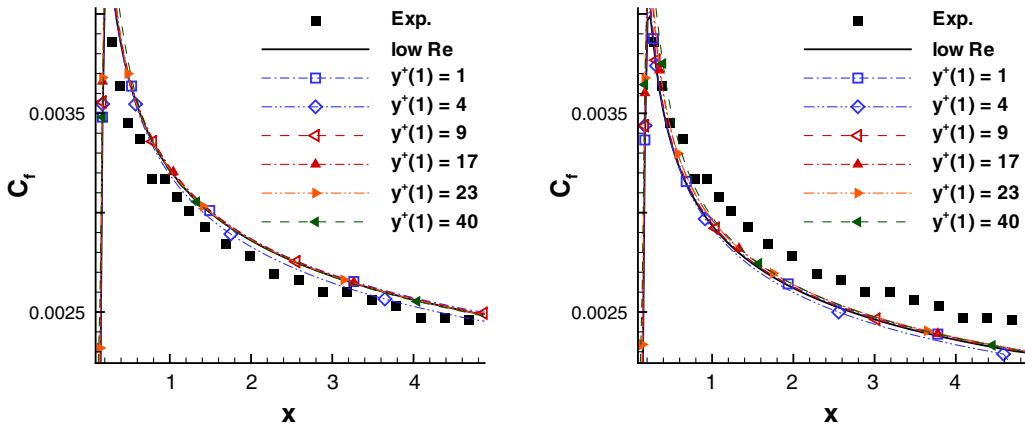 Exp.
low Re
y⁺(1) = 1
y⁺(1) = 4
y⁺(1) = 9
y⁺(1) = 17
y⁺(1) = 23
y⁺(1) = 40
0.0035
0.0025
C_f
1 2 3 4
x
Exp.
low Re
y⁺(1) = 1
y⁺(1) = 4
y⁺(1) = 9
y⁺(1) = 17
y⁺(1) = 23
y⁺(1) = 40
0.0035
0.0025
C_f
1 2 3 4
x